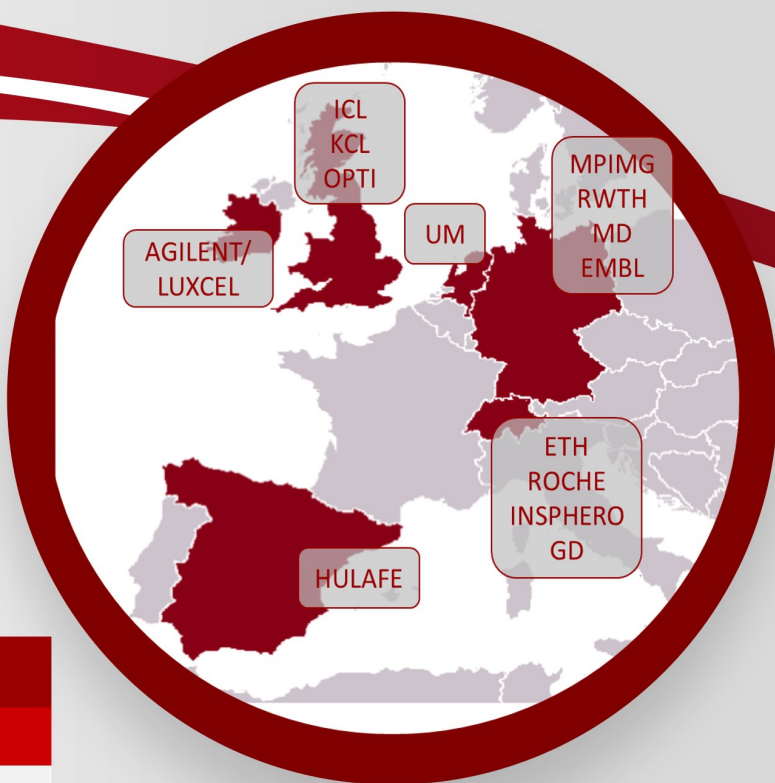 ICL
KCL
OPTI
MPIMG
RWTH
MD
EMBL
UM
AGILENT/
LUXCEL
ETH
ROCHE
INSPHERO
GD
HULAFE